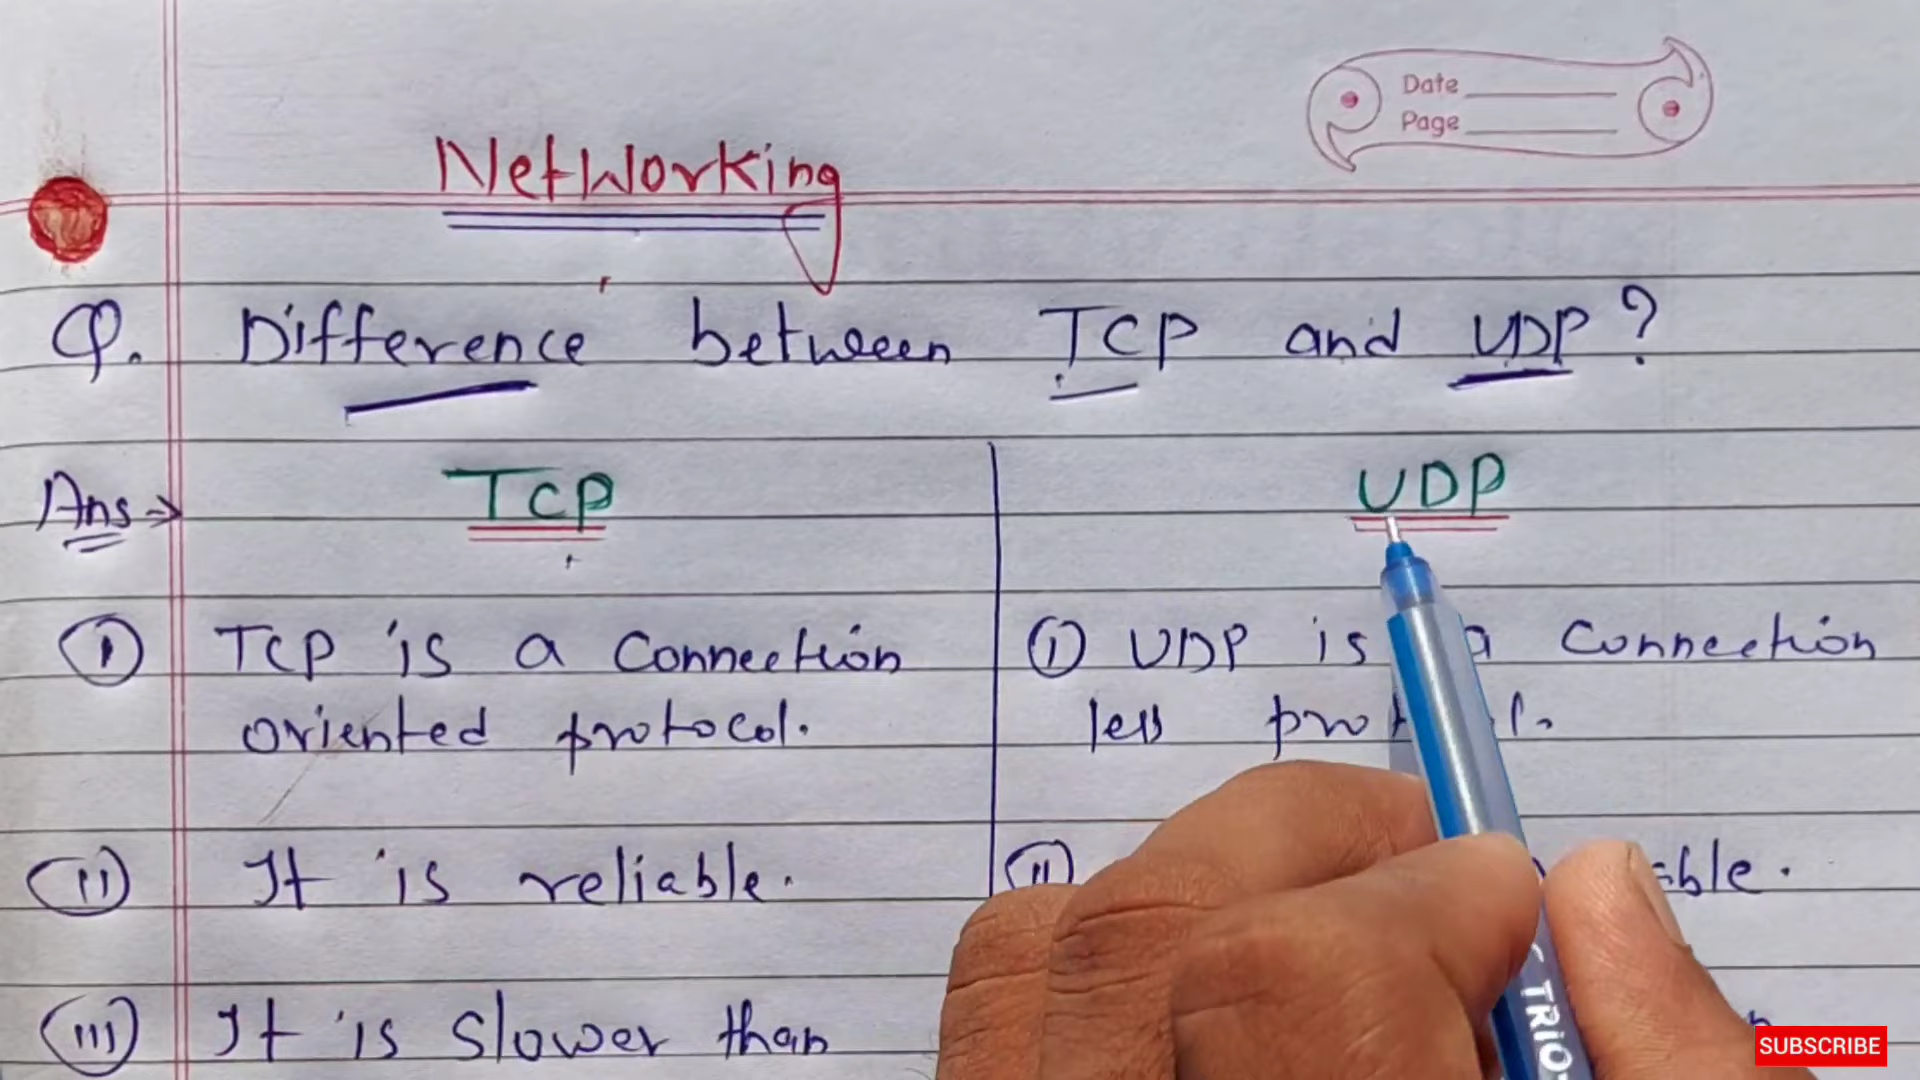 Date
Page
Networking
Q. Difference between TCP and UDP?
Ans→ TCP
UDP
(I) TCP is a connection
oriented protocol.
(I) UDP is a connection
less
(II) It is reliable.
(II)
(III) It is slower than
TRiO
SUBSCRIBE